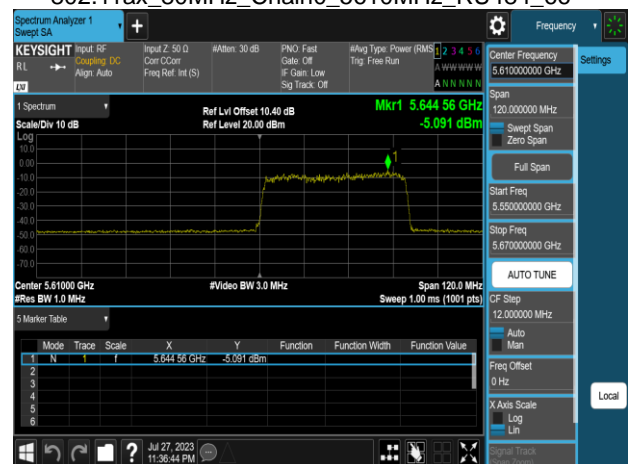 Spectrum Analyzer 1
Swept SA
+
Frequency
KEYSIGHT
RL
LXI
Input: RF
Coupling: DC
Align: Auto
Input Z: 50 Ω
Corr CCorr
Freq Ref: Int (S)
#Atten: 30 dB
PNO: Fast
Gate: Off
IF Gain: Low
Sig Track: Off
#Avg Type: Power (RMS
Trig: Free Run
1 2 3 4 5 6
A W W W W W
A N N N N N
1 Spectrum
Scale/Div 10 dB
Log
Ref Lvl Offset 10.40 dB
Ref Level 20.00 dBm
Mkr1 5.644 56 GHz
-5.091 dBm
1
10.0
0.00
-10.0
-20.0
-30.0
-40.0
-50.0
-60.0
-70.0
Center 5.61000 GHz
#Res BW 1.0 MHz
#Video BW 3.0 MHz
Span 120.0 MHz
Sweep 1.00 ms (1001 pts)
5 Marker Table
Mode Trace Scale X Y Function Function Width Function Value
1 N 1 f 5.644 56 GHz -5.091 dBm
2
3
4
5
6
Center Frequency
5.610000000 GHz
Span
120.000000 MHz
Swept Span
Zero Span
Full Span
Start Freq
5.550000000 GHz
Stop Freq
5.670000000 GHz
AUTO TUNE
CF Step
12.000000 MHz
Auto
Man
Freq Offset
0 Hz
X Axis Scale
Log
Lin
Signal Track
(Span Zoom)
Settings
Local
?
Jul 27, 2023
11:36:44 PM